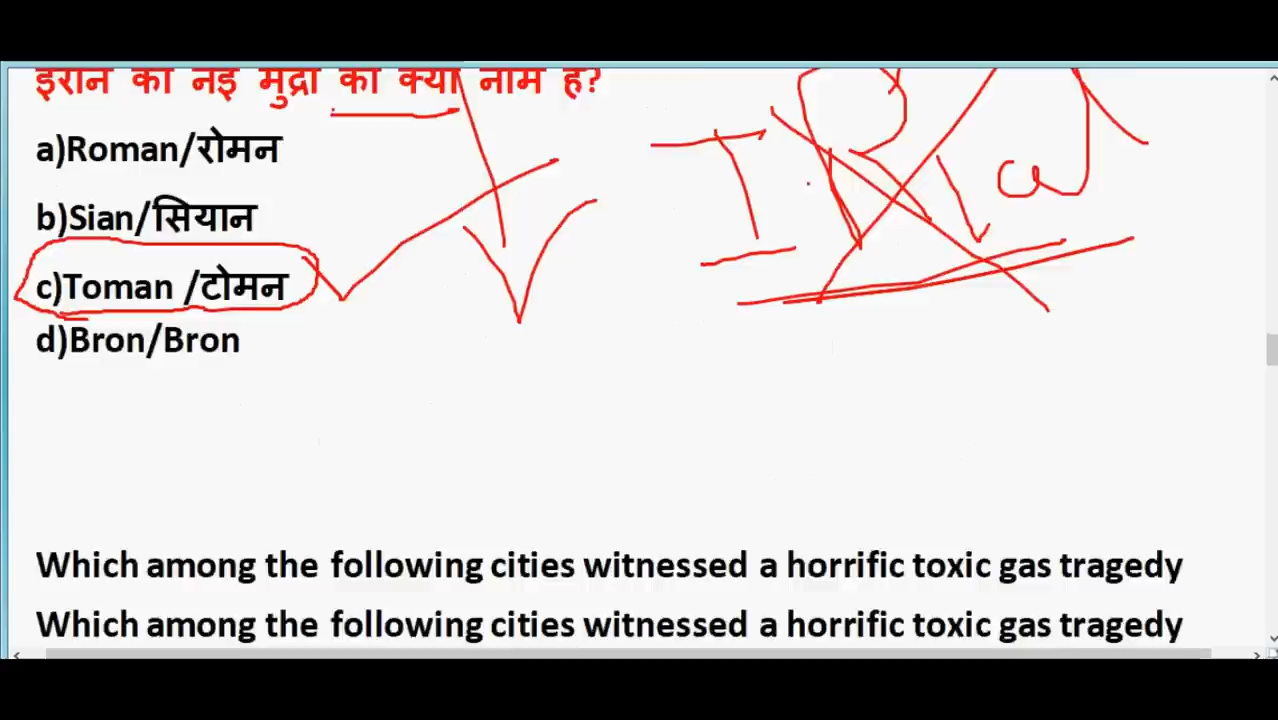 इरान की नई मुद्रा का क्या नाम है?
a)Roman/रोमन
b)Sian/सियान
c)Toman /टोमन
d)Bron/Bron
Which among the following cities witnessed a horrific toxic gas tragedy
Which among the following cities witnessed a horrific toxic gas tragedy